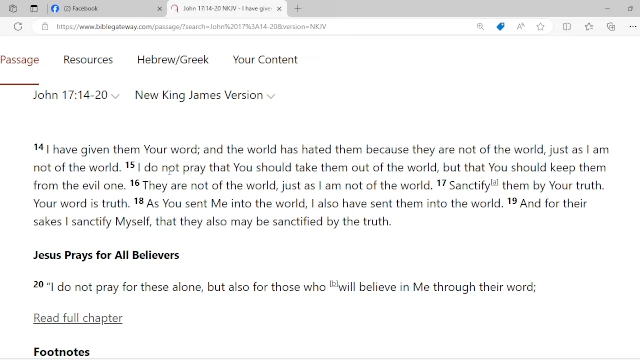 (2) Facebook
John 17:14-20 NKJV - I have give
https://www.biblegateway.com/passage/?search=John%2017%3A14-20&version=NKJV
Passage Resources Hebrew/Greek Your Content
John 17:14-20 New King James Version
14 I have given them Your word; and the world has hated them because they are not of the world, just as I am
not of the world. 15 I do not pray that You should take them out of the world, but that You should keep them
from the evil one. 16 They are not of the world, just as I am not of the world. 17 Sanctify[a] them by Your truth.
Your word is truth. 18 As You sent Me into the world, I also have sent them into the world. 19 And for their
sakes I sanctify Myself, that they also may be sanctified by the truth.
Jesus Prays for All Believers
20 “I do not pray for these alone, but also for those who [b]will believe in Me through their word;
Read full chapter
Footnotes